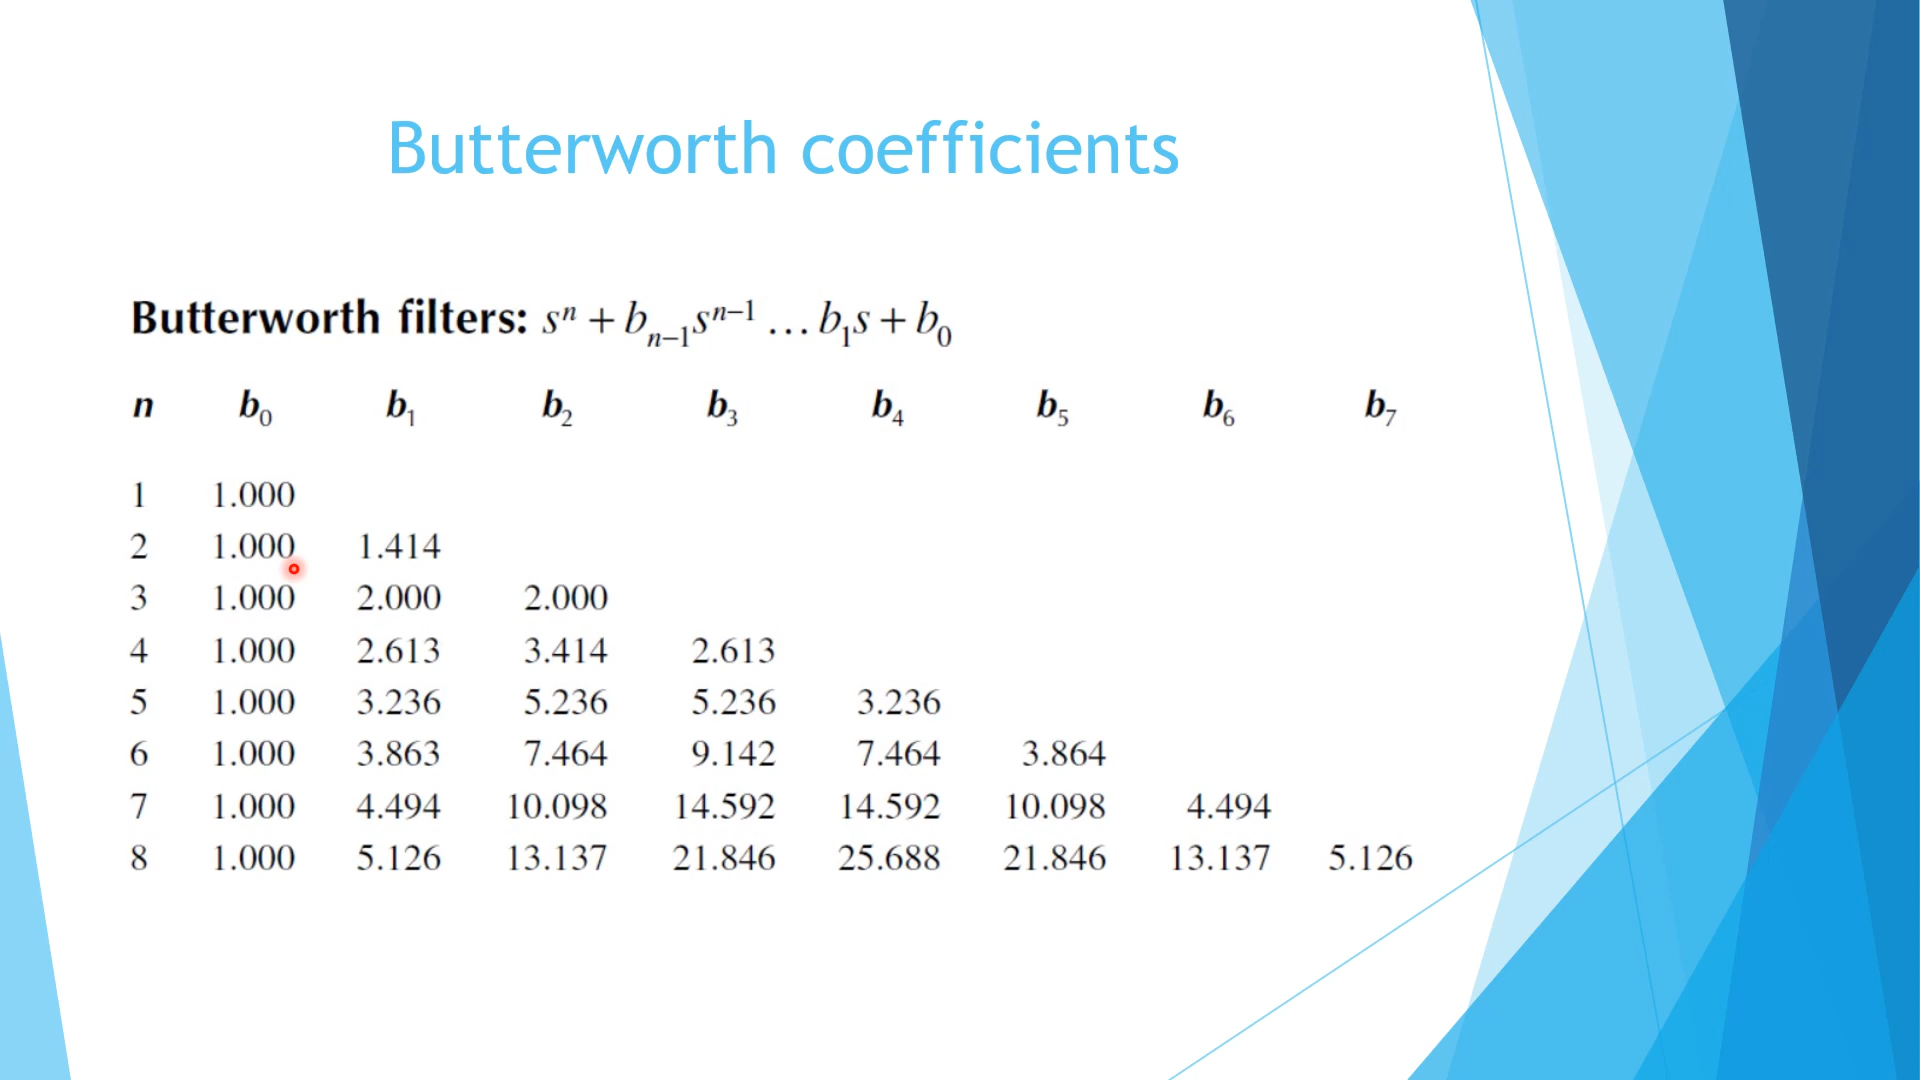 Butterworth coefficients
Butterworth filters: sⁿ + bₙ₋₁sⁿ⁻¹ … b₁s + b₀
n b₀ b₁ b₂ b₃ b₄ b₅ b₆ b₇
1 1.000
2 1.000 1.414
3 1.000 2.000 2.000
4 1.000 2.613 3.414 2.613
5 1.000 3.236 5.236 5.236 3.236
6 1.000 3.863 7.464 9.142 7.464 3.864
7 1.000 4.494 10.098 14.592 14.592 10.098 4.494
8 1.000 5.126 13.137 21.846 25.688 21.846 13.137 5.126